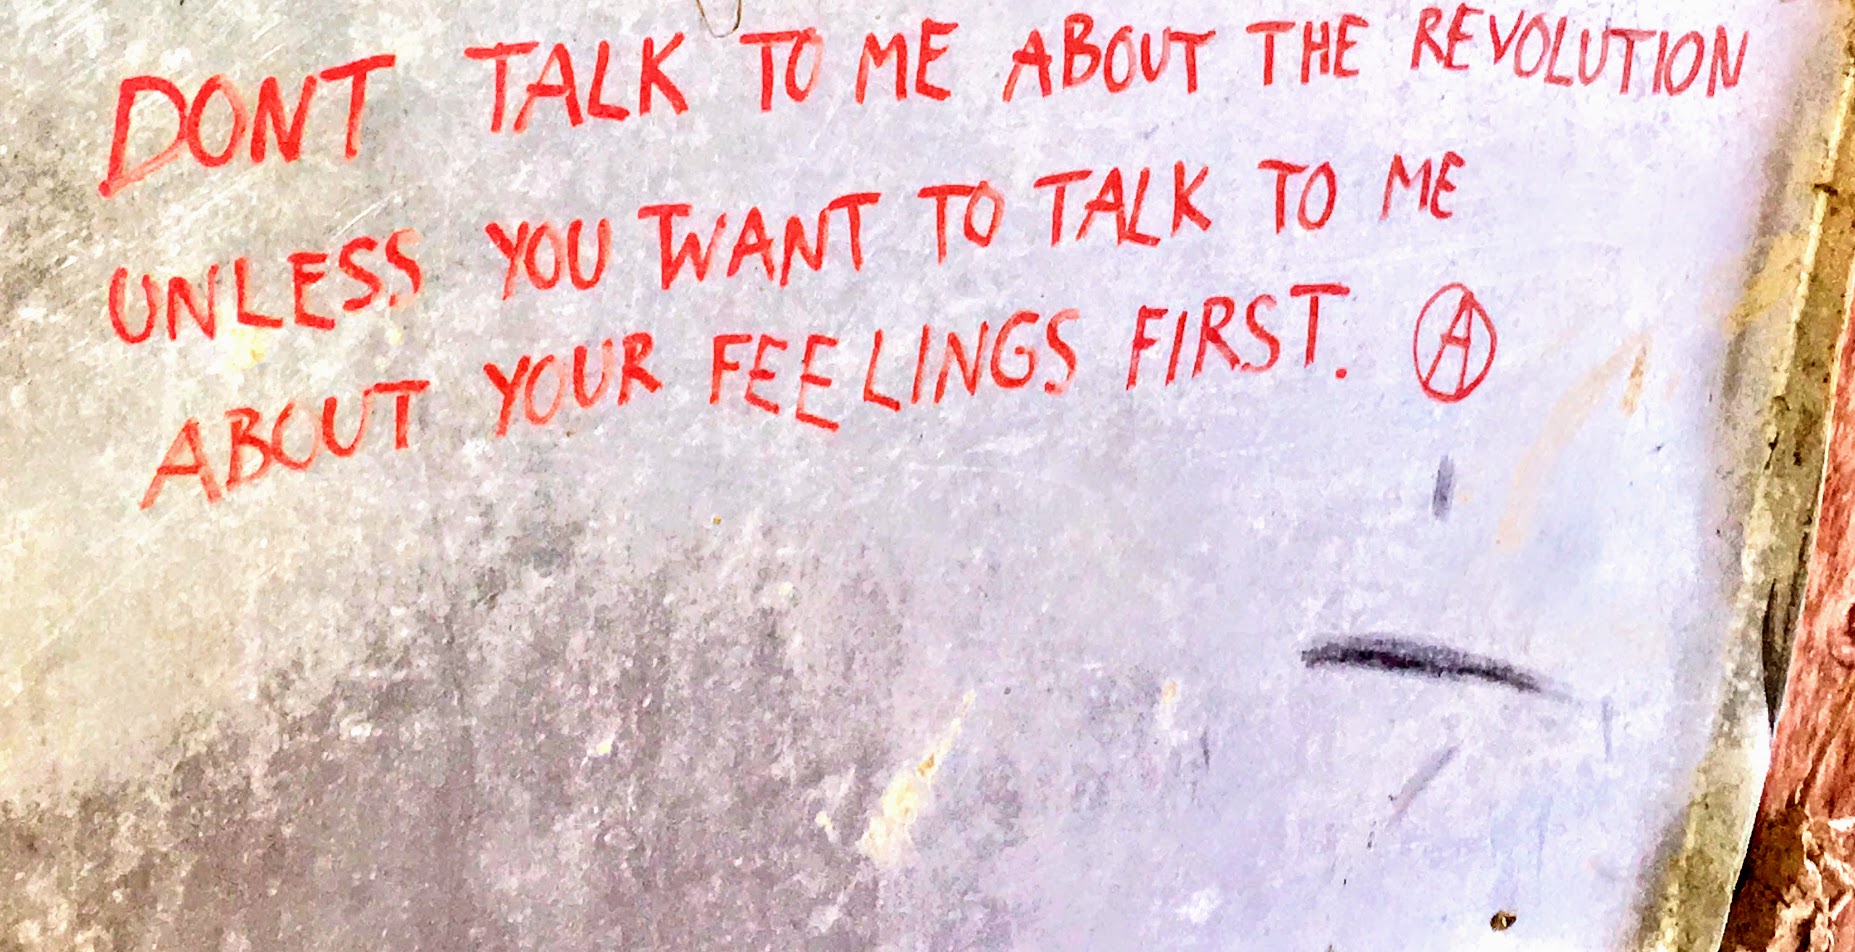 DONT TALK TO ME ABOUT THE REVOLUTION
UNLESS YOU WANT TO TALK TO ME
ABOUT YOUR FEELINGS FIRST. Ⓐ